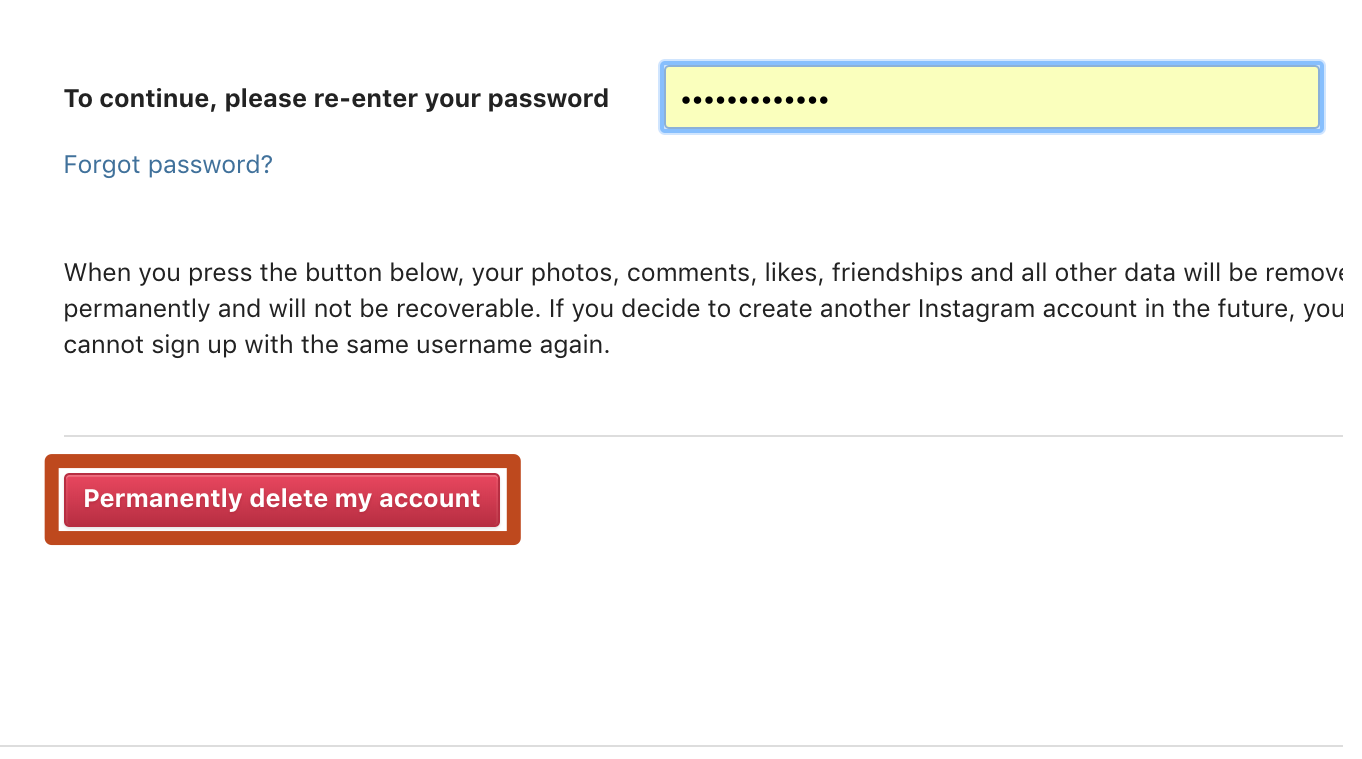 To continue, please re-enter your password
•••••••••••••
Forgot password?
When you press the button below, your photos, comments, likes, friendships and all other data will be remove
permanently and will not be recoverable. If you decide to create another Instagram account in the future, you
cannot sign up with the same username again.
Permanently delete my account